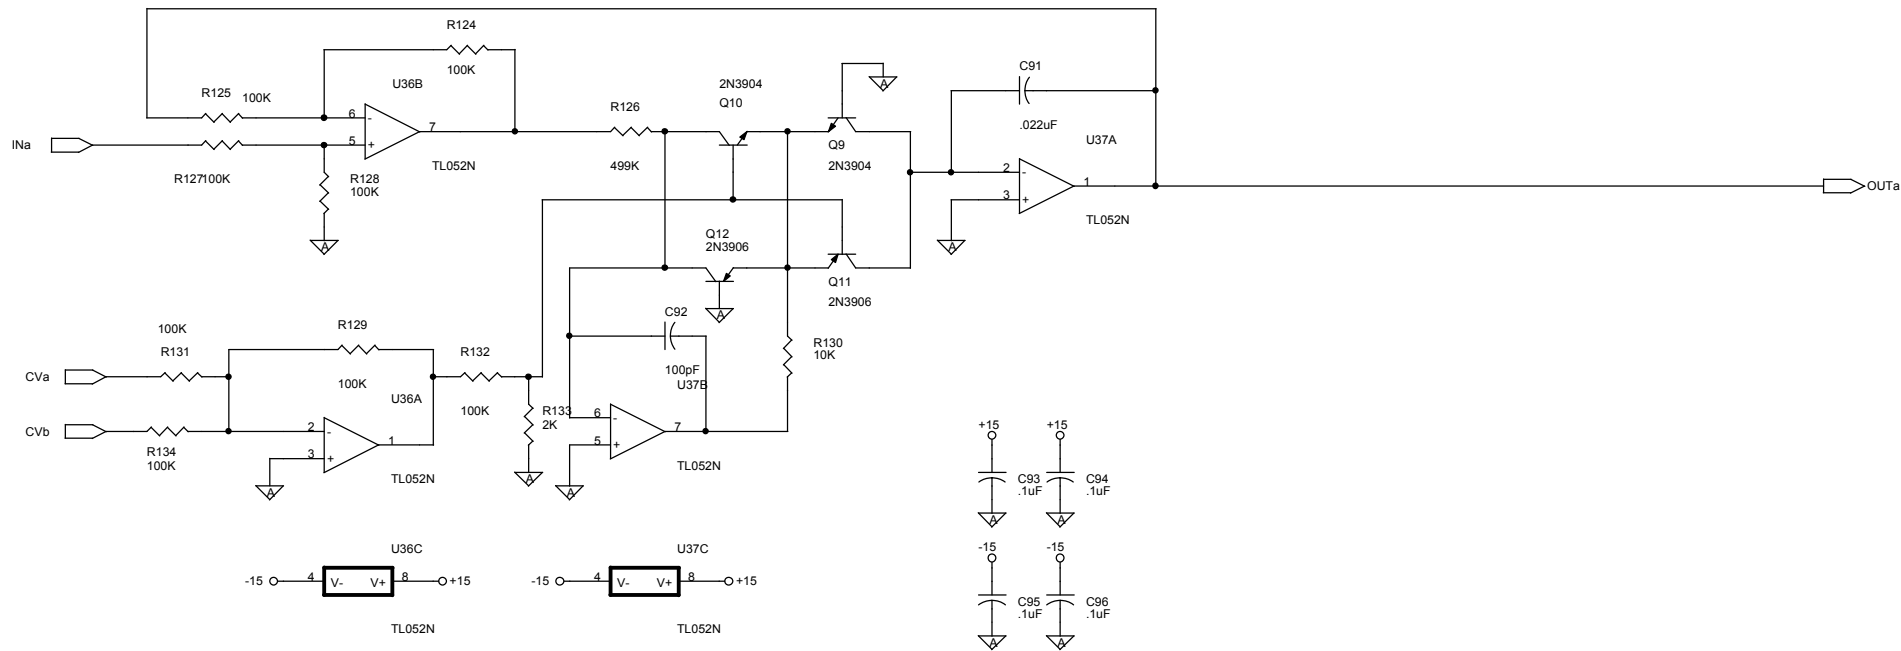 R124
100K
U36B
R125
100K
6
-
7
5
+
TL052N
INa
R127100K
R128
100K
A
R126
499K
2N3904
Q10
A
Q9
2N3904
C91
.022uF
U37A
2
-
1
3
+
TL052N
A
OUTa
Q12
2N3906
A
Q11
2N3906
100K
R131
R129
100K
CVa
CVb
R134
100K
U36A
2
-
1
3
+
A
TL052N
R132
100K
R133
2K
A
C92
100pF
U37B
6
-
7
5
+
A
TL052N
R130
10K
+15
C93
.1uF
A
+15
C94
.1uF
A
-15
C95
.1uF
A
-15
C96
.1uF
A
U36C
-15
4
V-
V+
8
+15
TL052N
U37C
-15
4
V-
V+
8
+15
TL052N